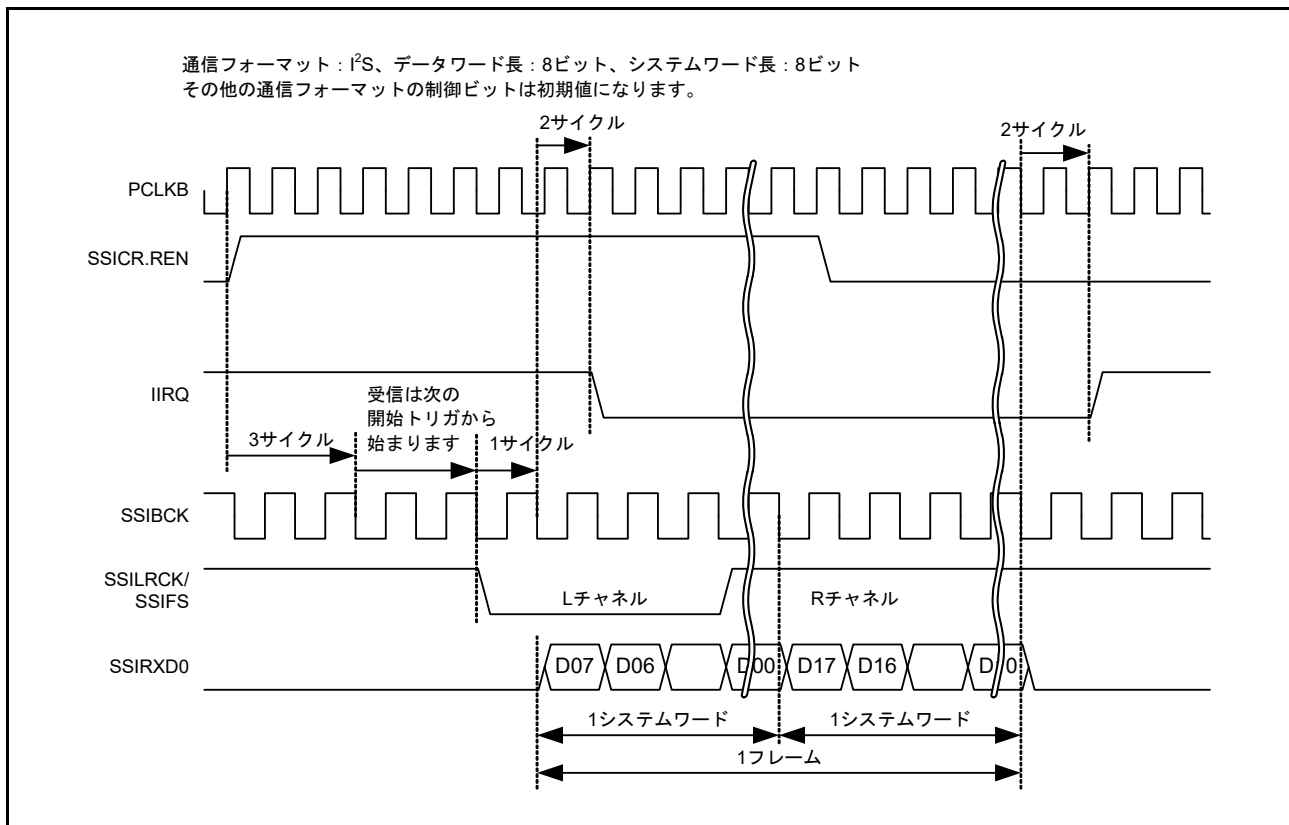 通信フォーマット：I²S、データワード長：8ビット、システムワード長：8ビット
その他の通信フォーマットの制御ビットは初期値になります。
2サイクル
2サイクル
PCLKB
SSICR.REN
IIRQ
受信は次の
開始トリガから
始まります
3サイクル
1サイクル
SSIBCK
SSILRCK/
SSIFS
Lチャネル
Rチャネル
SSIRXD0
D07
D06
D00
D17
D16
1システムワード
1システムワード
1フレーム